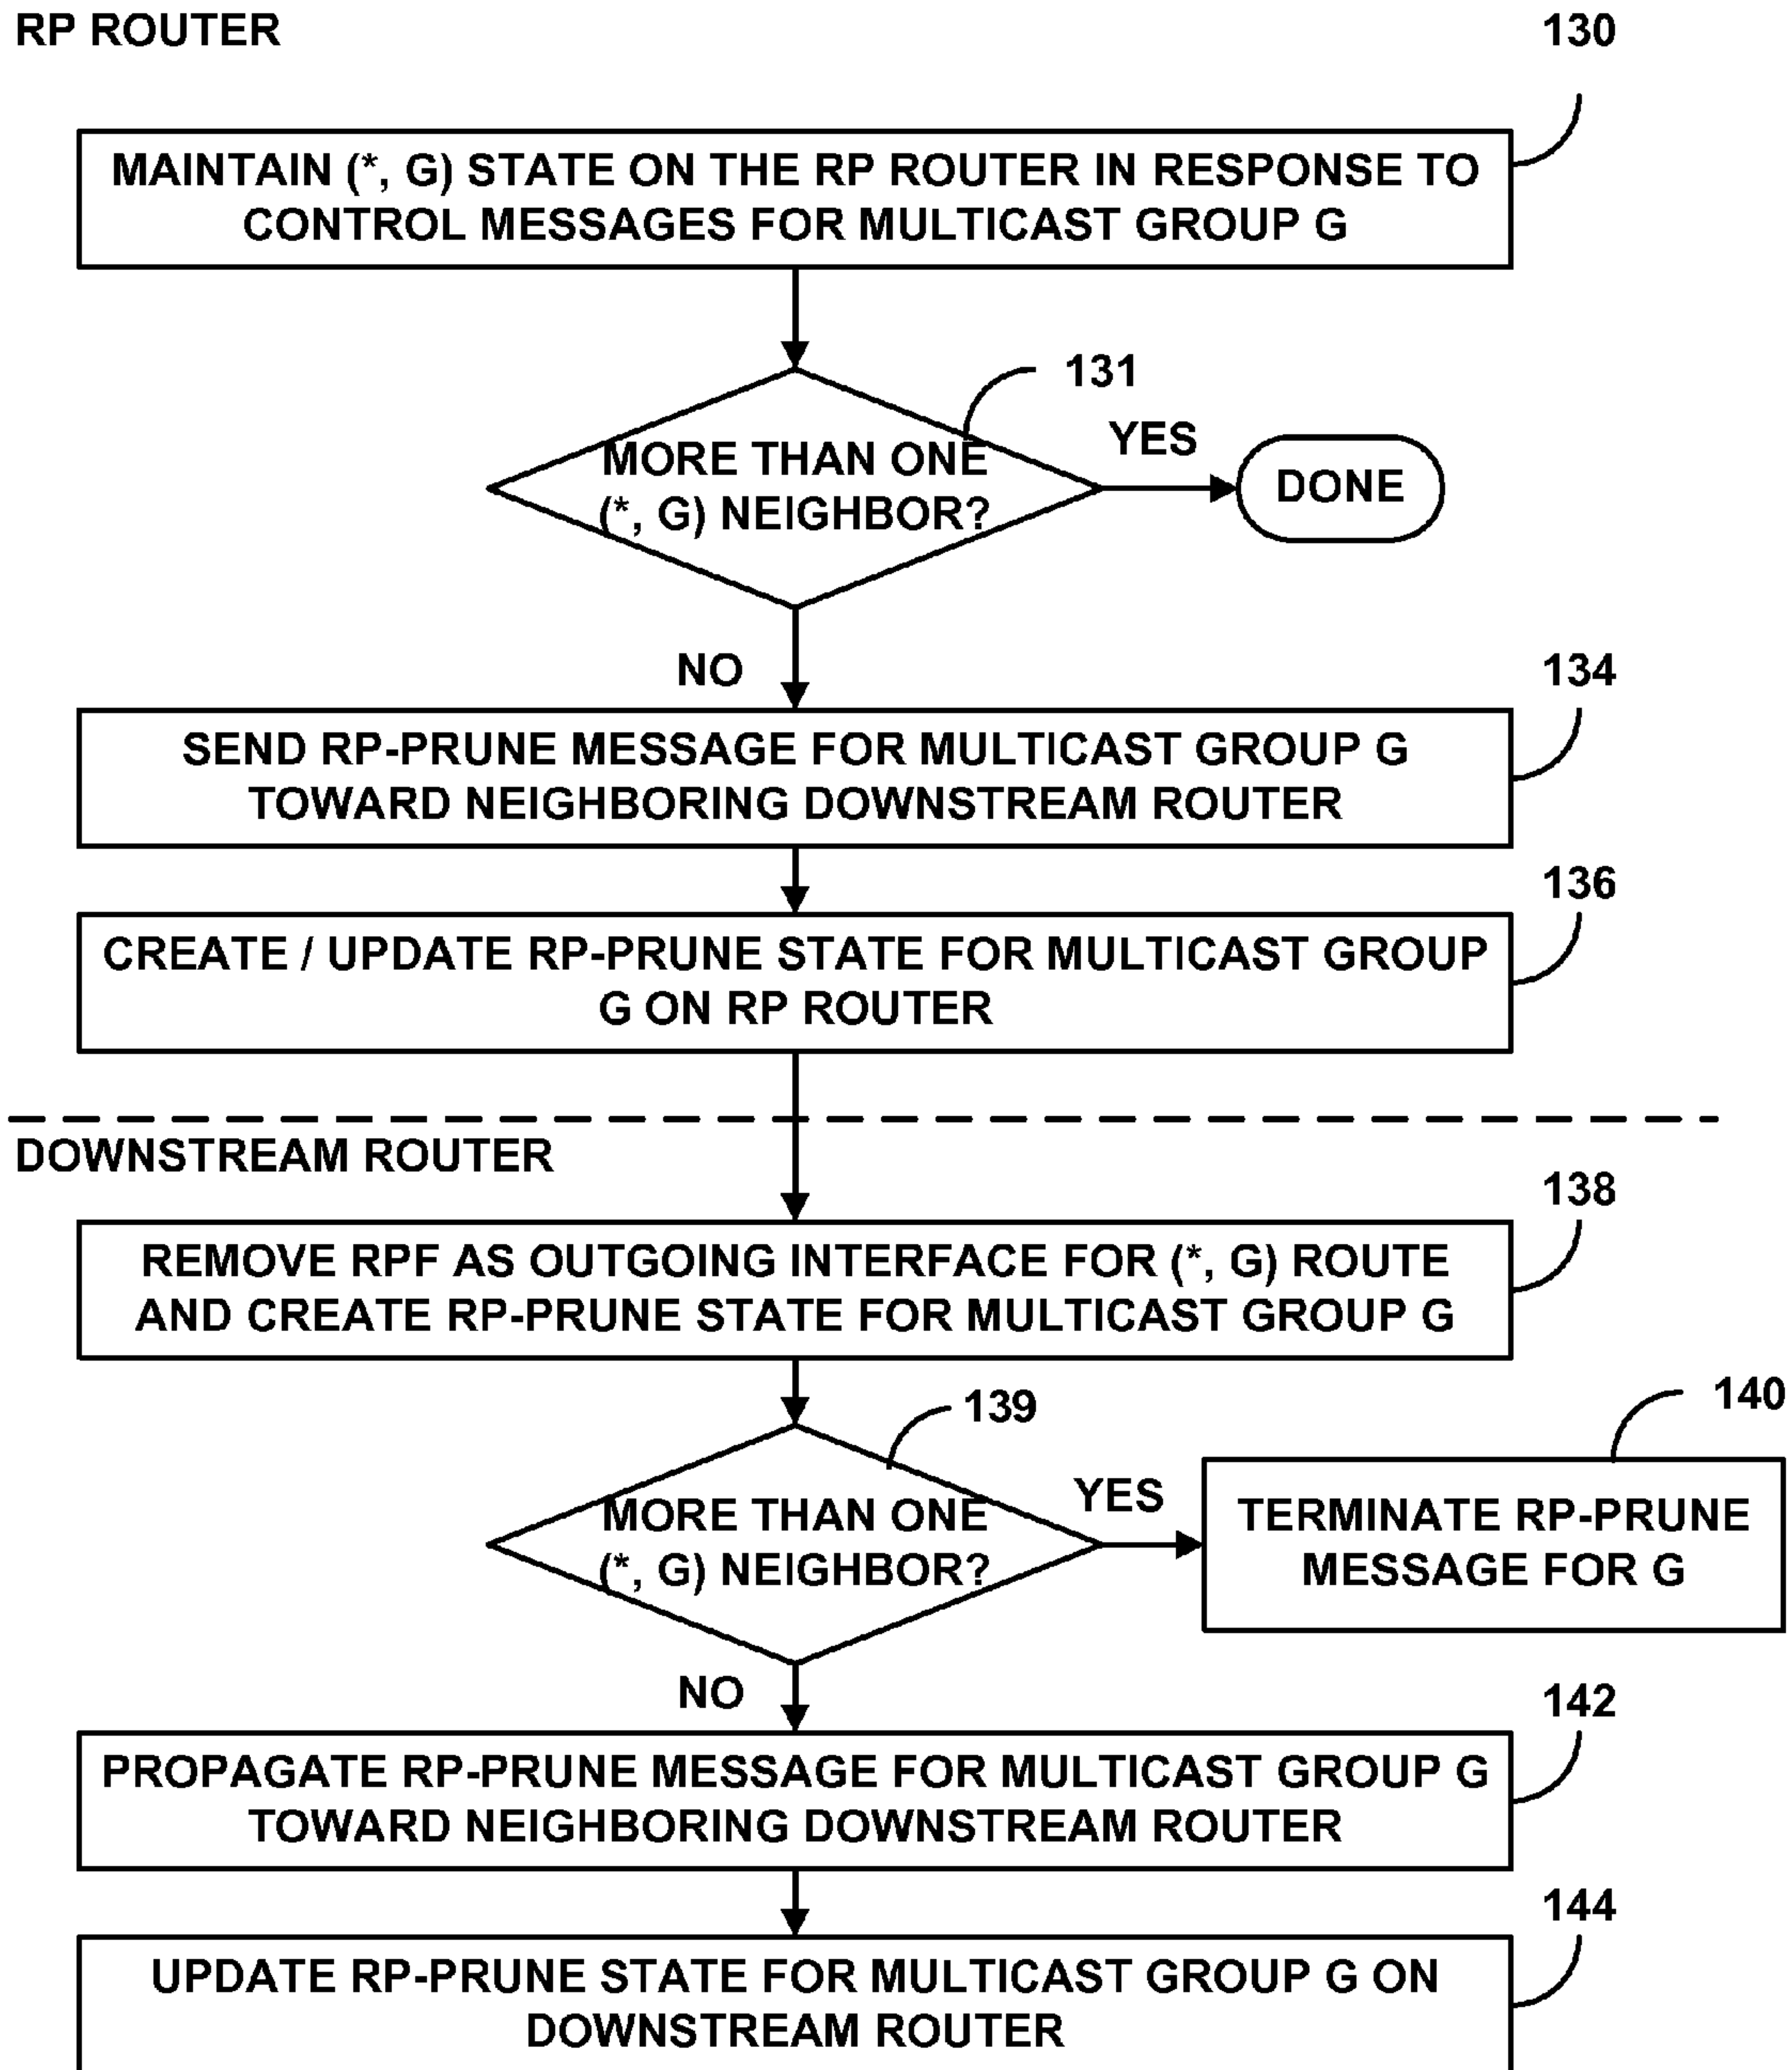 RP ROUTER
130
MAINTAIN (*, G) STATE ON THE RP ROUTER IN RESPONSE TO
CONTROL MESSAGES FOR MULTICAST GROUP G
131
MORE THAN ONE
(*, G) NEIGHBOR?
YES
DONE
NO
134
SEND RP-PRUNE MESSAGE FOR MULTICAST GROUP G
TOWARD NEIGHBORING DOWNSTREAM ROUTER
136
CREATE / UPDATE RP-PRUNE STATE FOR MULTICAST GROUP
G ON RP ROUTER
DOWNSTREAM ROUTER
138
REMOVE RPF AS OUTGOING INTERFACE FOR (*, G) ROUTE
AND CREATE RP-PRUNE STATE FOR MULTICAST GROUP G
139
MORE THAN ONE
(*, G) NEIGHBOR?
YES
140
TERMINATE RP-PRUNE
MESSAGE FOR G
NO
142
PROPAGATE RP-PRUNE MESSAGE FOR MULTICAST GROUP G
TOWARD NEIGHBORING DOWNSTREAM ROUTER
144
UPDATE RP-PRUNE STATE FOR MULTICAST GROUP G ON
DOWNSTREAM ROUTER